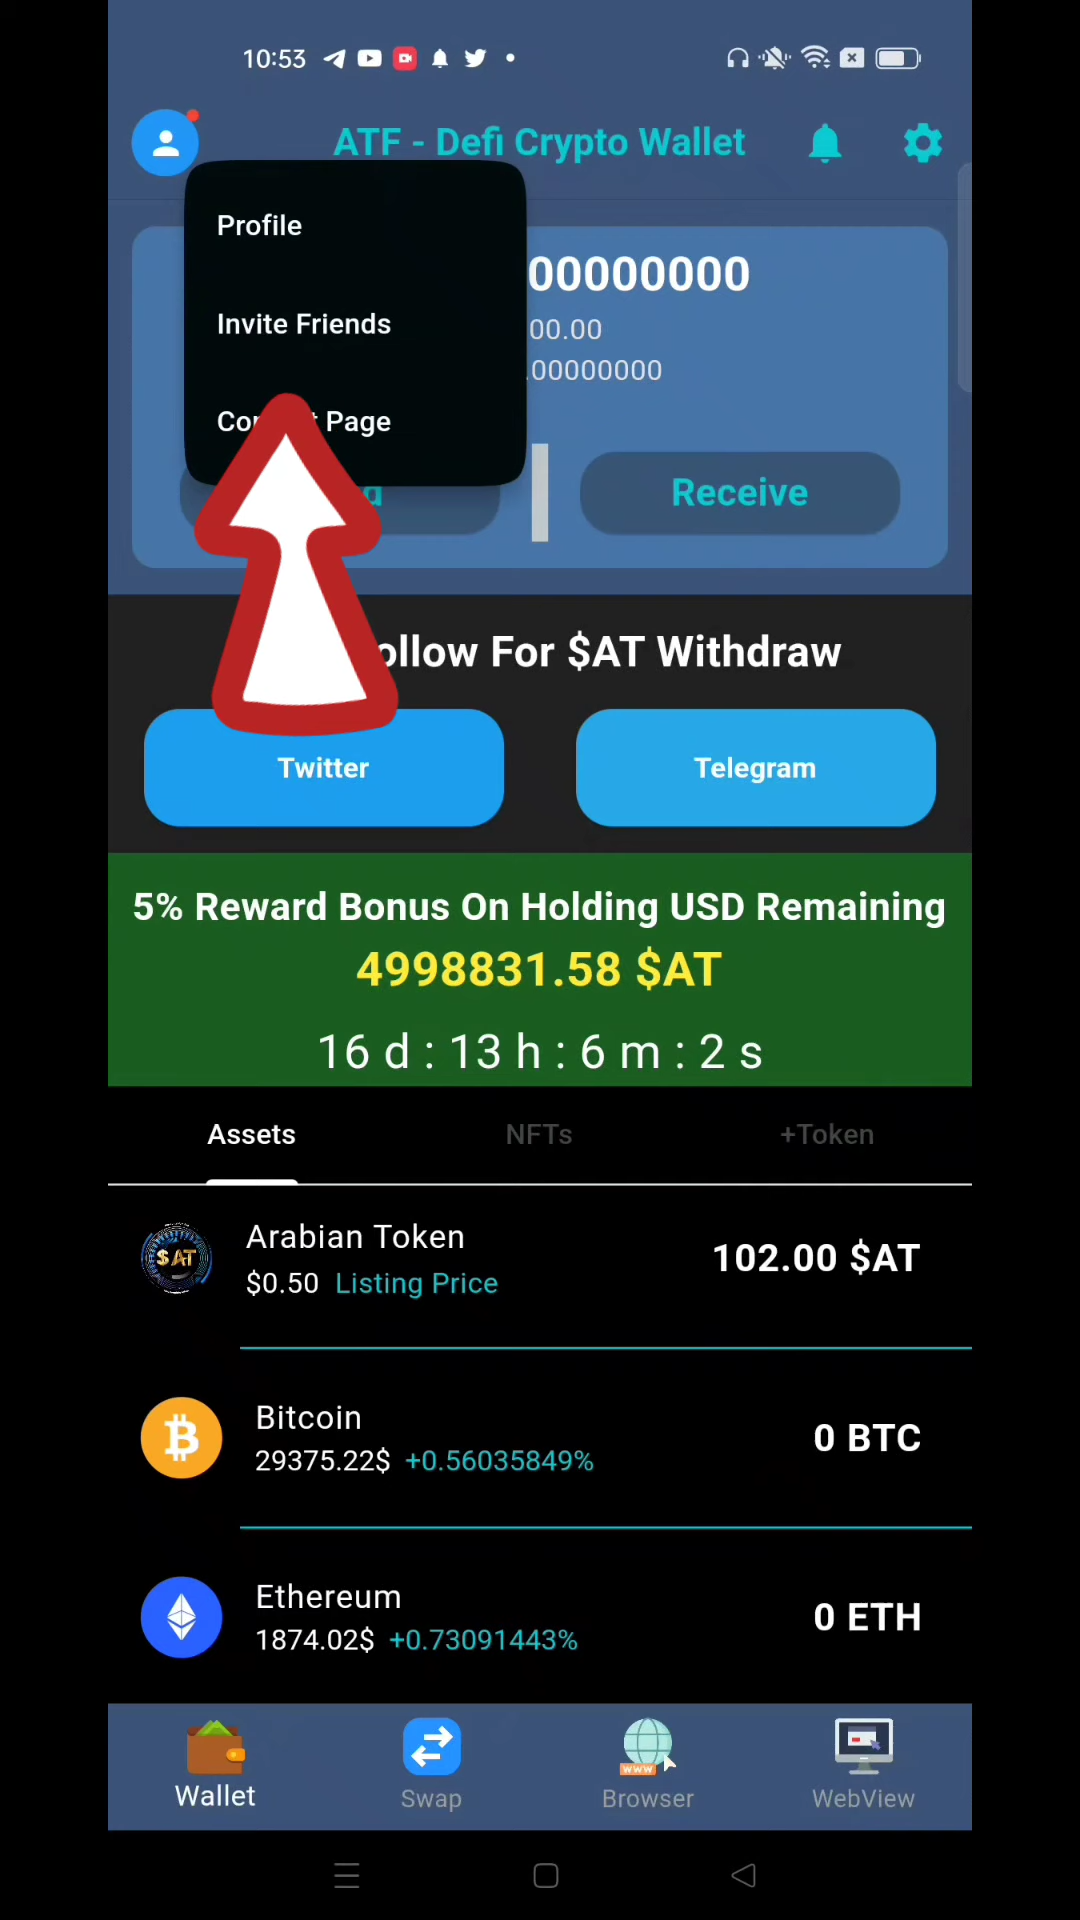 10:53
ATF - Defi Crypto Wallet
Profile
00000000
Invite Friends
00.00
.00000000
Page
Receive
ollow For $AT Withdraw
Twitter
Telegram
5% Reward Bonus On Holding USD Remaining
4998831.58 $AT
16 d : 13 h : 6 m : 2 s
Assets
NFTs
+Token
$AT
Arabian Token
102.00 $AT
$0.50 Listing Price
Bitcoin
0 BTC
29375.22$ +0.56035849%
Ethereum
0 ETH
1874.02$ +0.73091443%
www
Wallet
Swap
Browser
WebView